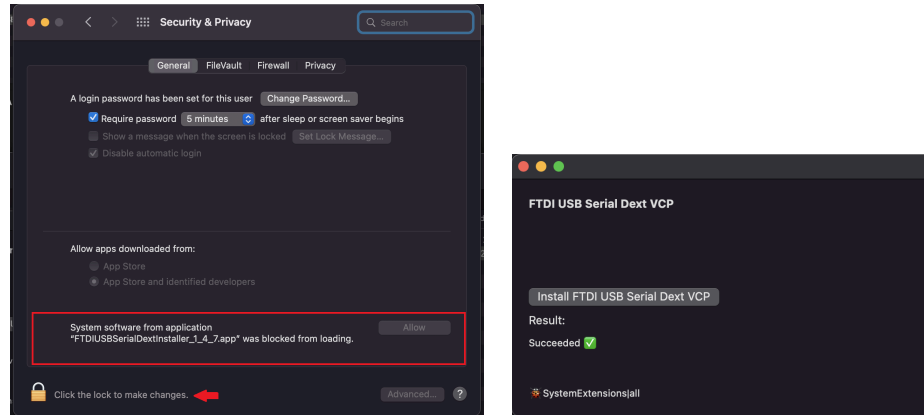 Security & Privacy
Search
General FileVault Firewall Privacy
A login password has been set for this user Change Password...
Require password 5 minutes after sleep or screen saver begins
Show a message when the screen is locked Set Lock Message...
Disable automatic login
Allow apps downloaded from:
App Store
App Store and identified developers
System software from application Allow
"FTDIUSBSerialDextInstaller_1_4_7.app" was blocked from loading.
Click the lock to make changes. Advanced... ?
FTDI USB Serial Dext VCP
Install FTDI USB Serial Dext VCP
Result:
Succeeded ✅
SystemExtensions|all